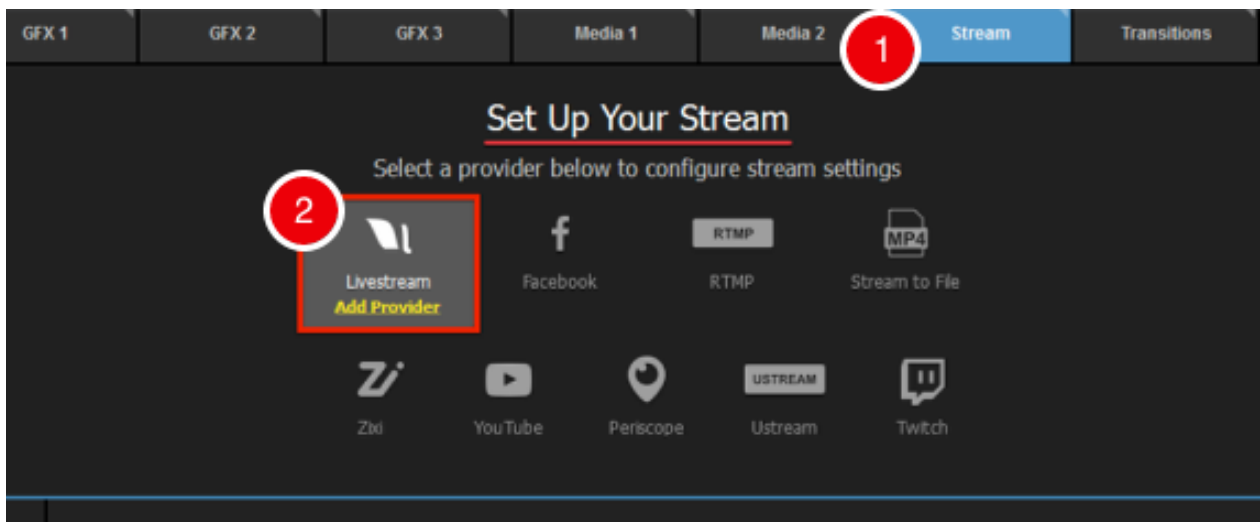 GFX 1 GFX 2 GFX 3 Media 1 Media 2 1 Stream Transitions
Set Up Your Stream
Select a provider below to configure stream settings
2
RTMP MP4
Livestream Facebook RTMP Stream to File
Add Provider
USTREAM
Zixi YouTube Periscope Ustream Twitch